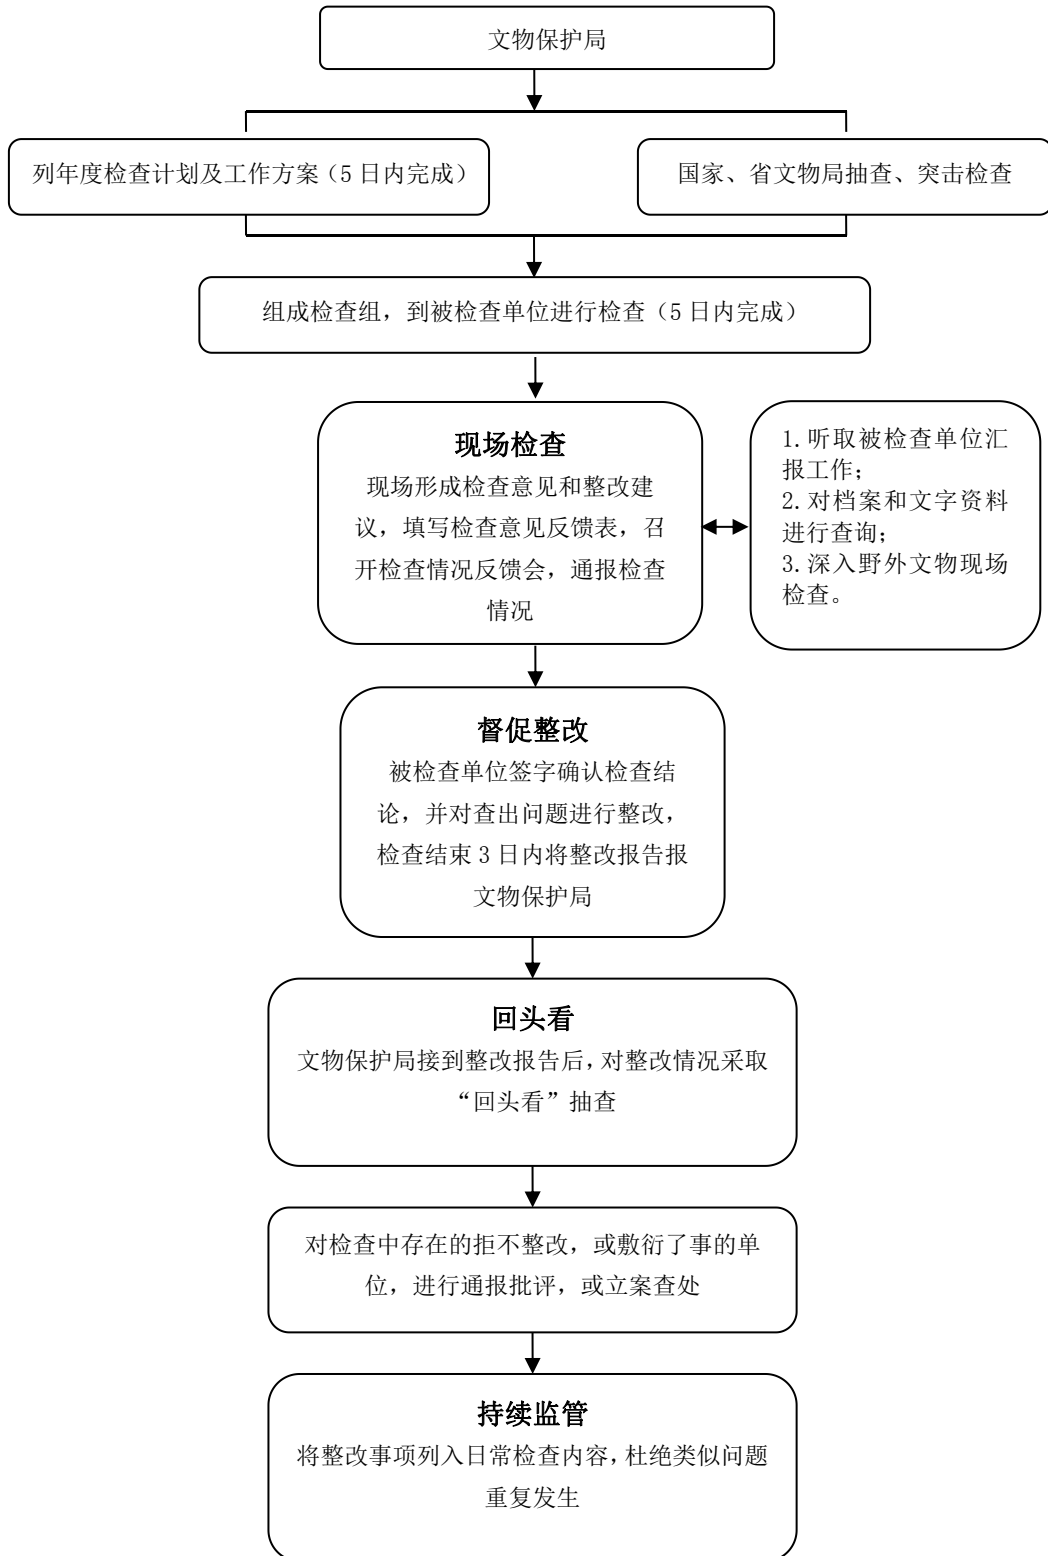 文物保护局
列年度检查计划及工作方案（5 日内完成）
国家、省文物局抽查、突击检查
组成检查组，到被检查单位进行检查（5 日内完成）
现场检查
现场形成检查意见和整改建
议，填写检查意见反馈表，召
开检查情况反馈会，通报检查
情况
1.听取被检查单位汇
报工作；
2.对档案和文字资料
进行查询；
3.深入野外文物现场
检查。
督促整改
被检查单位签字确认检查结
论，并对查出问题进行整改，
检查结束 3 日内将整改报告报
文物保护局
回头看
文物保护局接到整改报告后，对整改情况采取
“回头看”抽查
对检查中存在的拒不整改，或敷衍了事的单
位，进行通报批评，或立案查处
持续监管
将整改事项列入日常检查内容，杜绝类似问题
重复发生